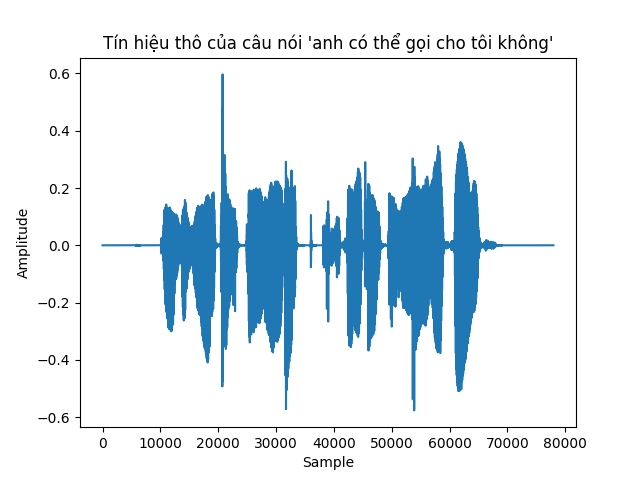 Tín hiệu thô của câu nói 'anh có thể gọi cho tôi không'
0.6
0.4
0.2
0.0
−0.2
−0.4
−0.6
Amplitude
0 10000 20000 30000 40000 50000 60000 70000 80000
Sample